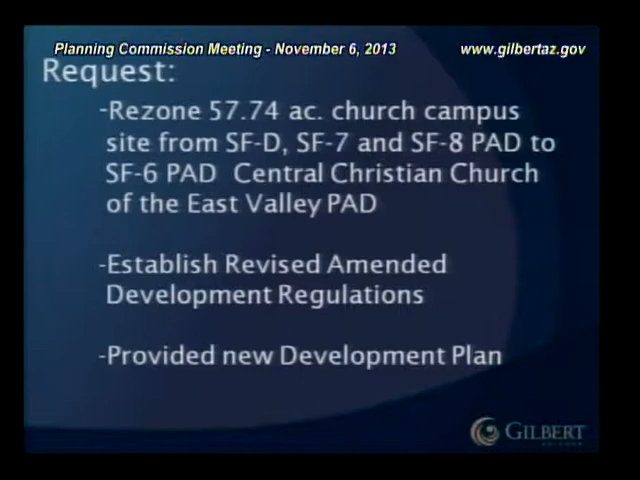 Planning Commission Meeting - November 6, 2013
www.gilbertaz.gov
Request:
-Rezone 57.74 ac. church campus
site from SF-D, SF-7 and SF-8 PAD to
SF-6 PAD Central Christian Church
of the East Valley PAD
-Establish Revised Amended
Development Regulations
-Provided new Development Plan
GILBERT